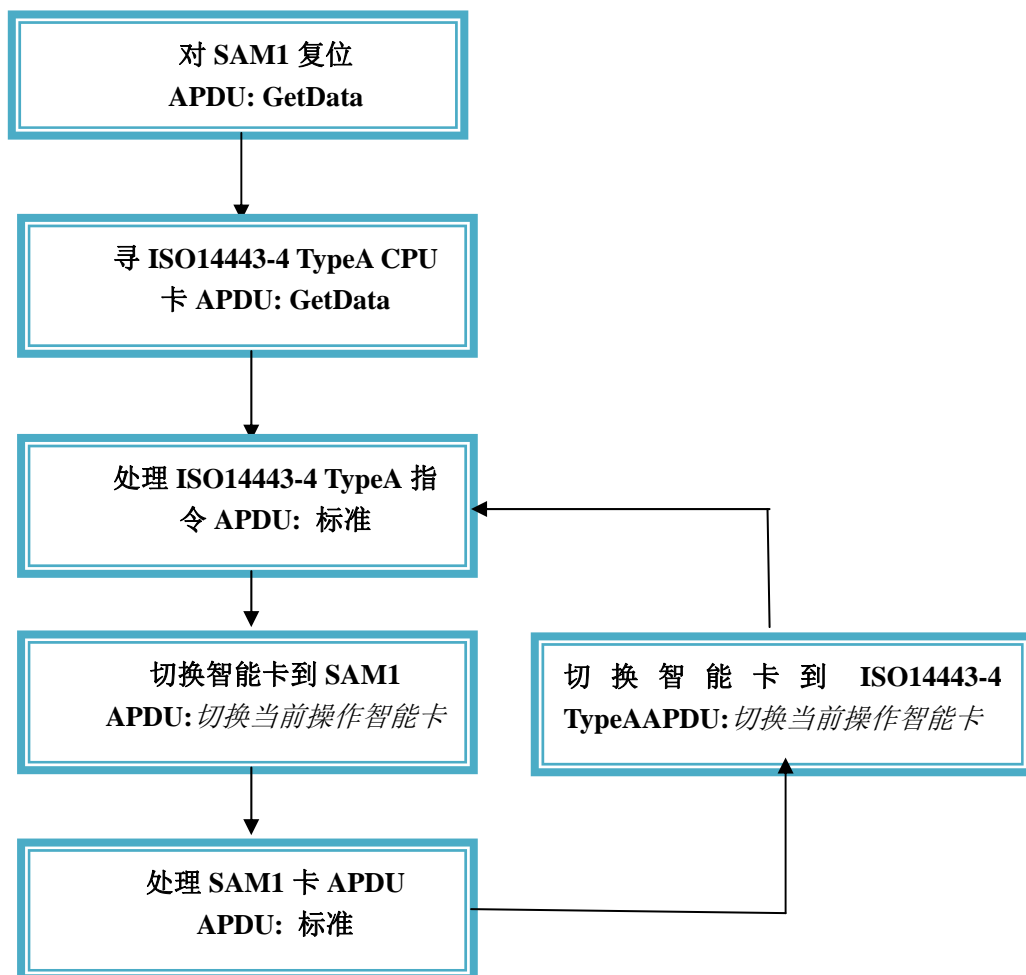 对 SAM1 复位
APDU: GetData
寻 ISO14443-4 TypeA CPU
卡 APDU: GetData
处理 ISO14443-4 TypeA 指
令 APDU: 标准
切换智能卡到 SAM1
APDU:切换当前操作智能卡
切换智能卡到 ISO14443-4
TypeAAPDU:切换当前操作智能卡
处理 SAM1 卡 APDU
APDU: 标准